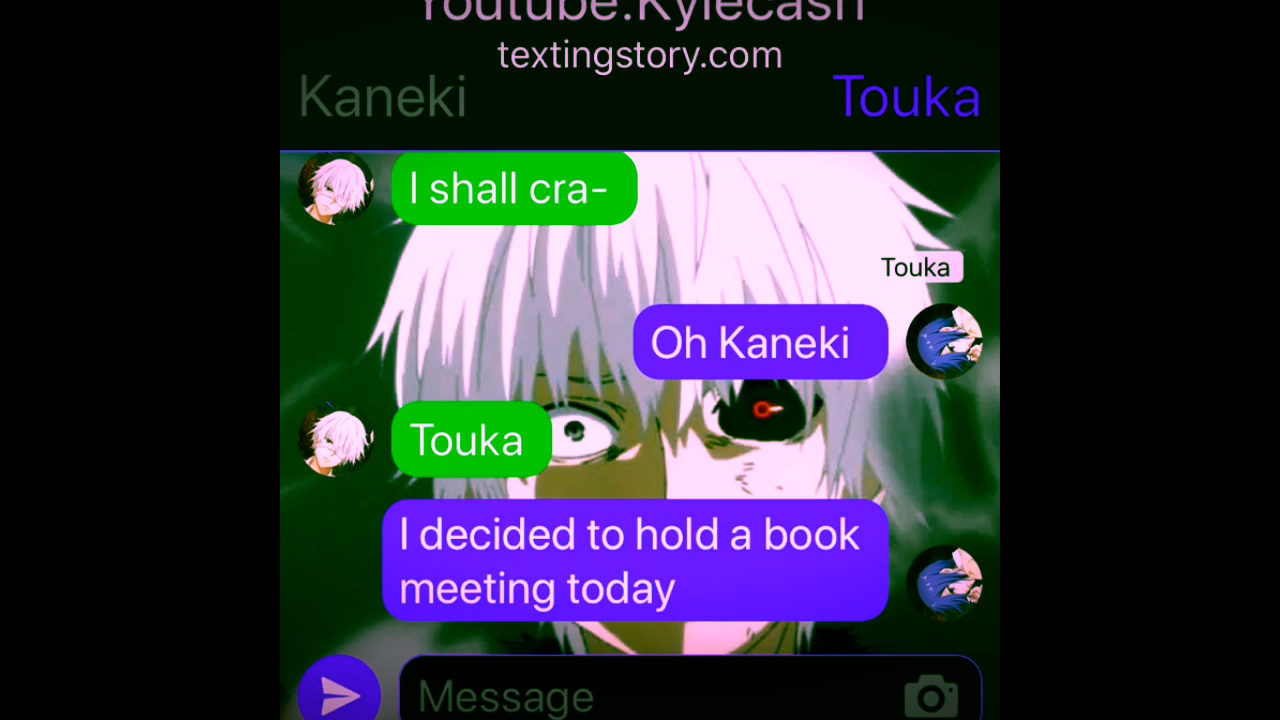 Youtube.Kylecash
textingstory.com
Kaneki
Touka
I shall cra-
Touka
Oh Kaneki
Touka
I decided to hold a book
meeting today
Message